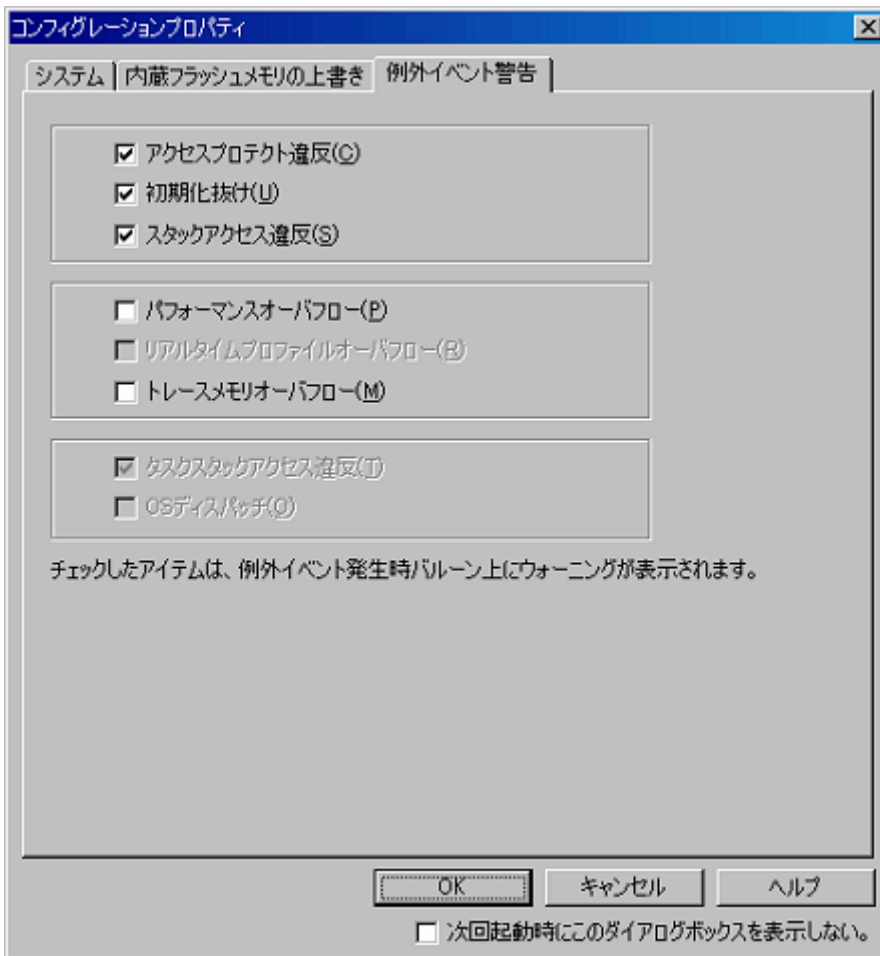 コンフィグレーションプロパティ
システム 内蔵フラッシュメモリの上書き 例外イベント警告
アクセスプロテクト違反(C)
初期化抜け(U)
スタックアクセス違反(S)
パフォーマンスオーバフロー(P)
リアルタイムプロファイルオーバフロー(R)
トレースメモリオーバフロー(M)
タスクスタックアクセス違反(T)
OSディスパッチ(O)
チェックしたアイテムは、例外イベント発生時バルーン上にウォーニングが表示されます。
OK キャンセル ヘルプ
次回起動時にこのダイアログボックスを表示しない。